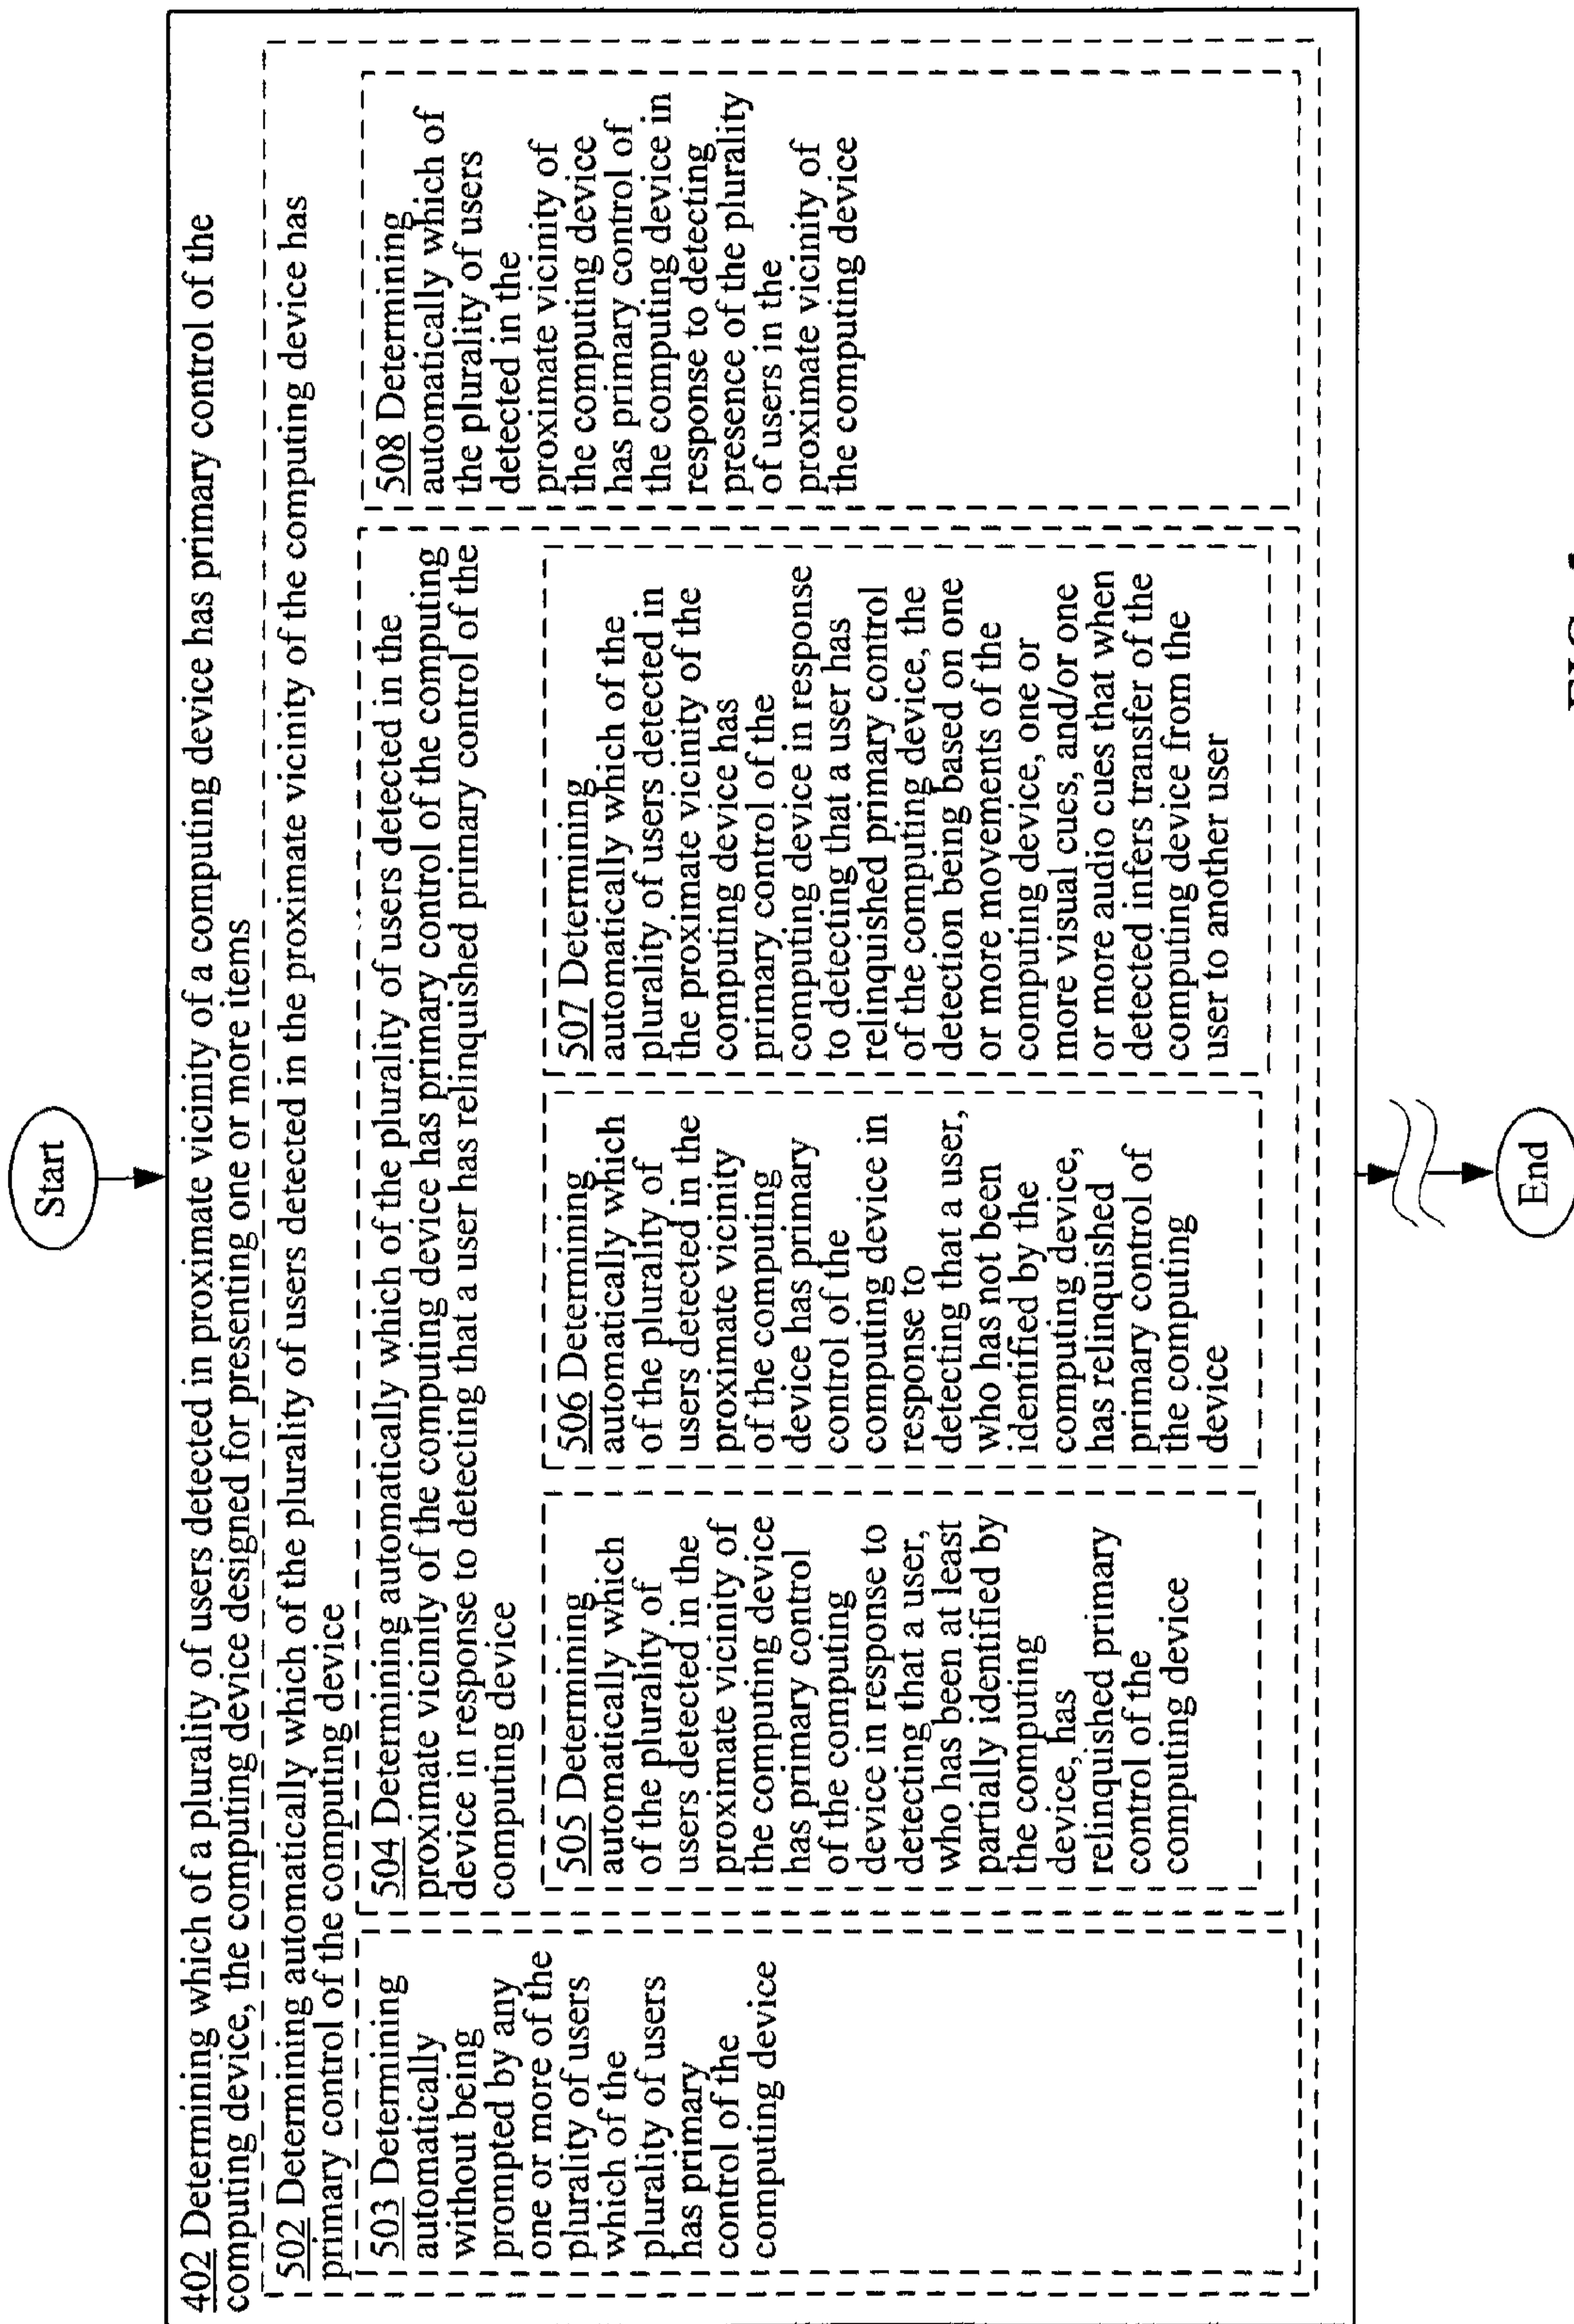 Start
402 Determining which of a plurality of users detected in proximate vicinity of a computing device has primary control of the
computing device, the computing device designed for presenting one or more items
502 Determining automatically which of the plurality of users detected in the proximate vicinity of the computing device has
primary control of the computing device
503 Determining
automatically
without being
prompted by any
one or more of the
plurality of users
which of the
plurality of users
has primary
control of the
computing device
504 Determining automatically which of the plurality of users detected in the
proximate vicinity of the computing device has primary control of the computing
device in response to detecting that a user has relinquished primary control of the
computing device
505 Determining
automatically which
of the plurality of
users detected in the
proximate vicinity of
the computing device
has primary control
of the computing
device in response to
detecting that a user,
who has been at least
partially identified by
the computing
device, has
relinquished primary
control of the
computing device
506 Determining
automatically which
of the plurality of
users detected in the
proximate vicinity
of the computing
device has primary
control of the
computing device in
response to
detecting that a user,
who has not been
identified by the
computing device,
has relinquished
primary control of
the computing
device
507 Determining
automatically which of the
plurality of users detected in
the proximate vicinity of the
computing device has
primary control of the
computing device in response
to detecting that a user has
relinquished primary control
of the computing device, the
detection being based on one
or more movements of the
computing device, one or
more visual cues, and/or one
or more audio cues that when
detected infers transfer of the
computing device from the
user to another user
508 Determining
automatically which of
the plurality of users
detected in the
proximate vicinity of
the computing device
has primary control of
the computing device in
response to detecting
presence of the plurality
of users in the
proximate vicinity of
the computing device
End